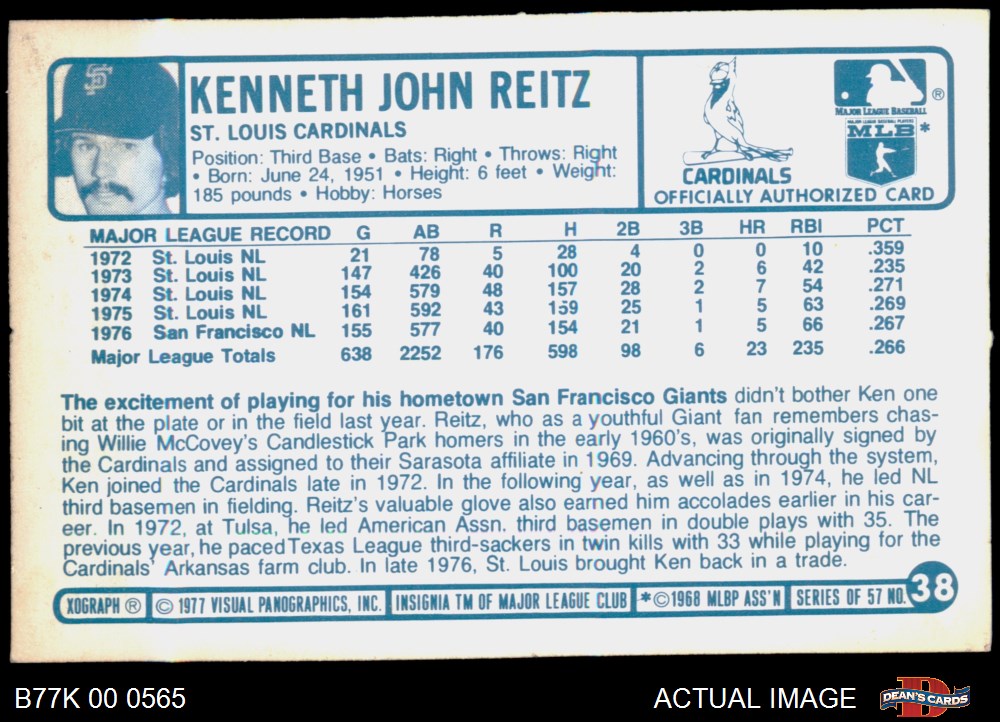 SF
KENNETH JOHN REITZ
ST. LOUIS CARDINALS
Position: Third Base • Bats: Right • Throws: Right
• Born: June 24, 1951 • Height: 6 feet • Weight:
185 pounds • Hobby: Horses
CARDINALS
OFFICIALLY AUTHORIZED CARD
®
MAJOR LEAGUE BASEBALL
MAJOR LEAGUE BASEBALL PLAYERS
MLB *
MAJOR LEAGUE RECORD G AB R H 2B 3B HR RBI PCT
1972 St. Louis NL 21 78 5 28 4 0 0 10 .359
1973 St. Louis NL 147 426 40 100 20 2 6 42 .235
1974 St. Louis NL 154 579 48 157 28 2 7 54 .271
1975 St. Louis NL 161 592 43 159 25 1 5 63 .269
1976 San Francisco NL 155 577 40 154 21 1 5 66 .267
Major League Totals 638 2252 176 598 98 6 23 235 .266
The excitement of playing for his hometown San Francisco Giants didn't bother Ken one
bit at the plate or in the field last year. Reitz, who as a youthful Giant fan remembers chas-
ing Willie McCovey's Candlestick Park homers in the early 1960's, was originally signed by
the Cardinals and assigned to their Sarasota affiliate in 1969. Advancing through the system,
Ken joined the Cardinals late in 1972. In the following year, as well as in 1974, he led NL
third basemen in fielding. Reitz's valuable glove also earned him accolades earlier in his car-
eer. In 1972, at Tulsa, he led American Assn. third basemen in double plays with 35. The
previous year, he paced Texas League third-sackers in twin kills with 33 while playing for the
Cardinals' Arkansas farm club. In late 1976, St. Louis brought Ken back in a trade.
XOGRAPH ® © 1977 VISUAL PANOGRAPHICS, INC. INSIGNIA TM OF MAJOR LEAGUE CLUB *©1968 MLBP ASS'N SERIES OF 57 NO. 38
B77K 00 0565
ACTUAL IMAGE
D
DEAN'S CARDS